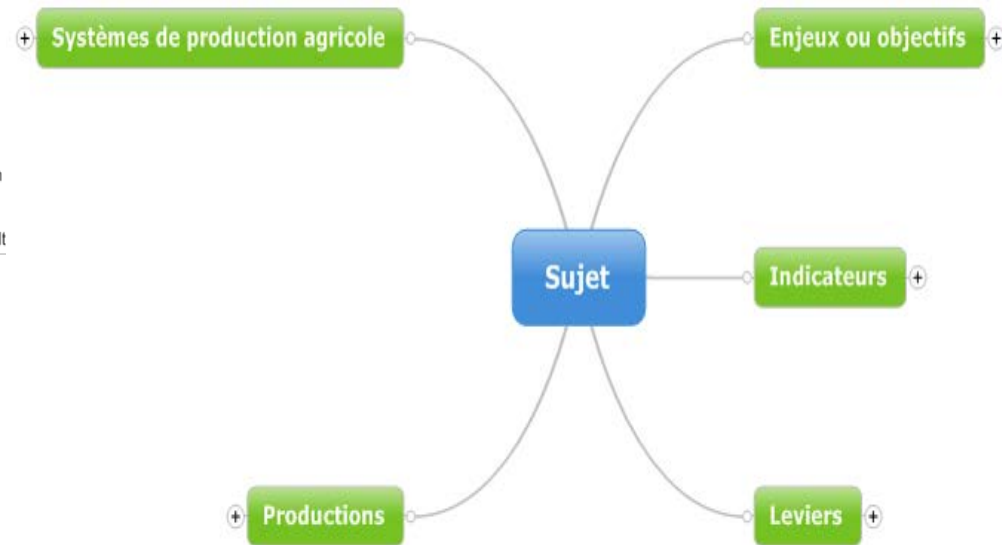 Systèmes de production agricole
Enjeux ou objectifs
Sujet
Indicateurs
Productions
Leviers